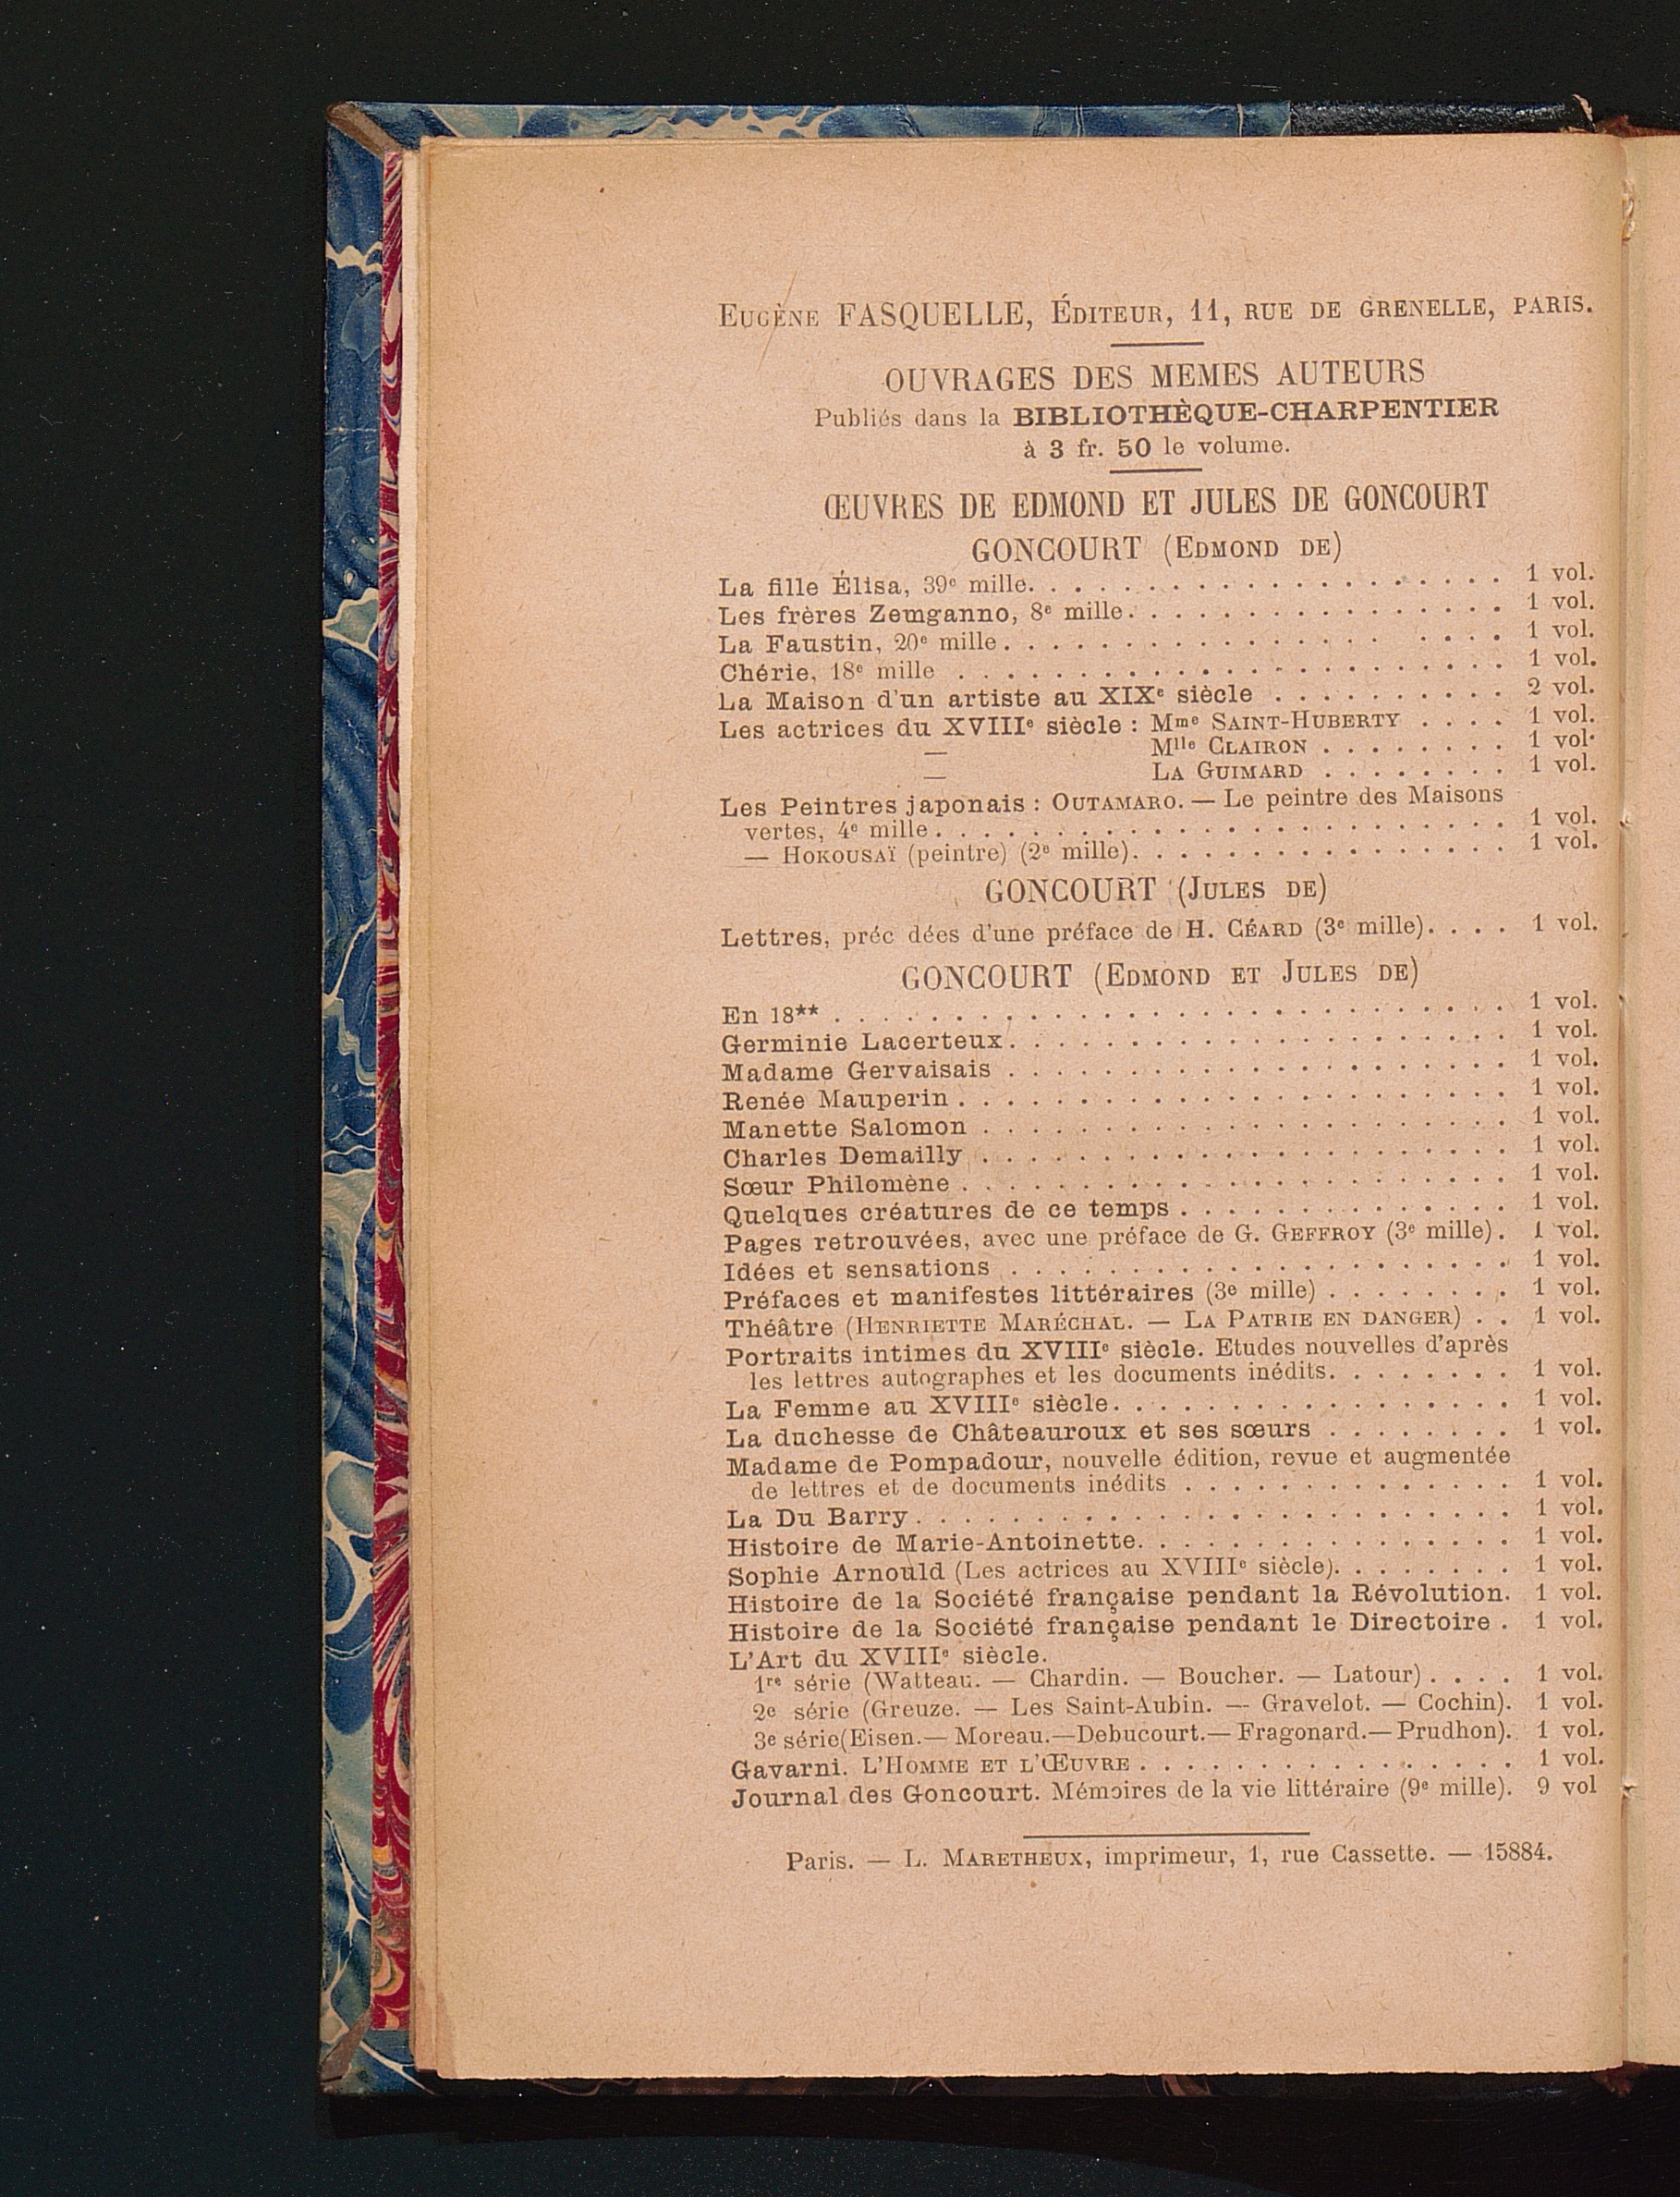 EUGÈNE FASQUELLE, ÉDITEUR, 11, RUE DE GRENELLE, PARIS.
OUVRAGES DES MEMES AUTEURS
Publiés dans la BIBLIOTHÈQUE-CHARPENTIER
à 3 fr. 50 le volume.
ŒUVRES DE EDMOND ET JULES DE GONCOURT
GONCOURT (EDMOND DE)
La fille Élisa, 39e mille. . . . . . . . . . . . . . . . . . . . 1 vol.
Les frères Zemganno, 8e mille. . . . . . . . . . . . . . . . 1 vol.
La Faustin, 20e mille. . . . . . . . . . . . . . . . . . . . 1 vol.
Chérie, 18e mille . . . . . . . . . . . . . . . . . . . . . . . 1 vol.
La Maison d'un artiste au XIXe siècle . . . . . . . . . . 2 vol.
Les actrices du XVIIIe siècle : Mme SAINT-HUBERTY . . . . 1 vol.
— Mlle CLAIRON . . . . . . . . 1 vol.
— LA GUIMARD . . . . . . . . 1 vol.
Les Peintres japonais : OUTAMARO. — Le peintre des Maisons
vertes, 4e mille. . . . . . . . . . . . . . . . . . . . . . . . 1 vol.
— HOKOUSAÏ (peintre) (2e mille). . . . . . . . . . . . . . . . 1 vol.
GONCOURT (JULES DE)
Lettres, préc dées d'une préface de H. CÉARD (3e mille). . . . 1 vol.
GONCOURT (EDMOND ET JULES DE)
En 18** . . . . . . . . . . . . . . . . . . . . . . . . . . . . 1 vol.
Germinie Lacerteux. . . . . . . . . . . . . . . . . . . . . 1 vol.
Madame Gervaisais . . . . . . . . . . . . . . . . . . . . . 1 vol.
Renée Mauperin . . . . . . . . . . . . . . . . . . . . . . . 1 vol.
Manette Salomon . . . . . . . . . . . . . . . . . . . . . . 1 vol.
Charles Demailly . . . . . . . . . . . . . . . . . . . . . . 1 vol.
Sœur Philomène . . . . . . . . . . . . . . . . . . . . . . . 1 vol.
Quelques créatures de ce temps . . . . . . . . . . . . . . 1 vol.
Pages retrouvées, avec une préface de G. GEFFROY (3e mille). 1 vol.
Idées et sensations . . . . . . . . . . . . . . . . . . . . . 1 vol.
Préfaces et manifestes littéraires (3e mille) . . . . . . . . 1 vol.
Théâtre (HENRIETTE MARÉCHAL. — LA PATRIE EN DANGER) . . 1 vol.
Portraits intimes du XVIIIe siècle. Etudes nouvelles d'après
les lettres autographes et les documents inédits. . . . . . . . 1 vol.
La Femme au XVIIIe siècle. . . . . . . . . . . . . . . . . 1 vol.
La duchesse de Châteauroux et ses sœurs . . . . . . . . 1 vol.
Madame de Pompadour, nouvelle édition, revue et augmentée
de lettres et de documents inédits . . . . . . . . . . . . . . 1 vol.
La Du Barry. . . . . . . . . . . . . . . . . . . . . . . . . 1 vol.
Histoire de Marie-Antoinette. . . . . . . . . . . . . . . . 1 vol.
Sophie Arnould (Les actrices au XVIIIe siècle). . . . . . . . 1 vol.
Histoire de la Société française pendant la Révolution. 1 vol.
Histoire de la Société française pendant le Directoire . 1 vol.
L'Art du XVIIIe siècle.
1re série (Watteau. — Chardin. — Boucher. — Latour) . . . . 1 vol.
2e série (Greuze. — Les Saint-Aubin. — Gravelot. — Cochin). 1 vol.
3e série(Eisen.— Moreau.—Debucourt.— Fragonard.— Prudhon). 1 vol.
Gavarni. L'HOMME ET L'ŒUVRE . . . . . . . . . . . . . . . . 1 vol.
Journal des Goncourt. Mémoires de la vie littéraire (9e mille). 9 vol
Paris. — L. MARETHEUX, imprimeur, 1, rue Cassette. — 15884.